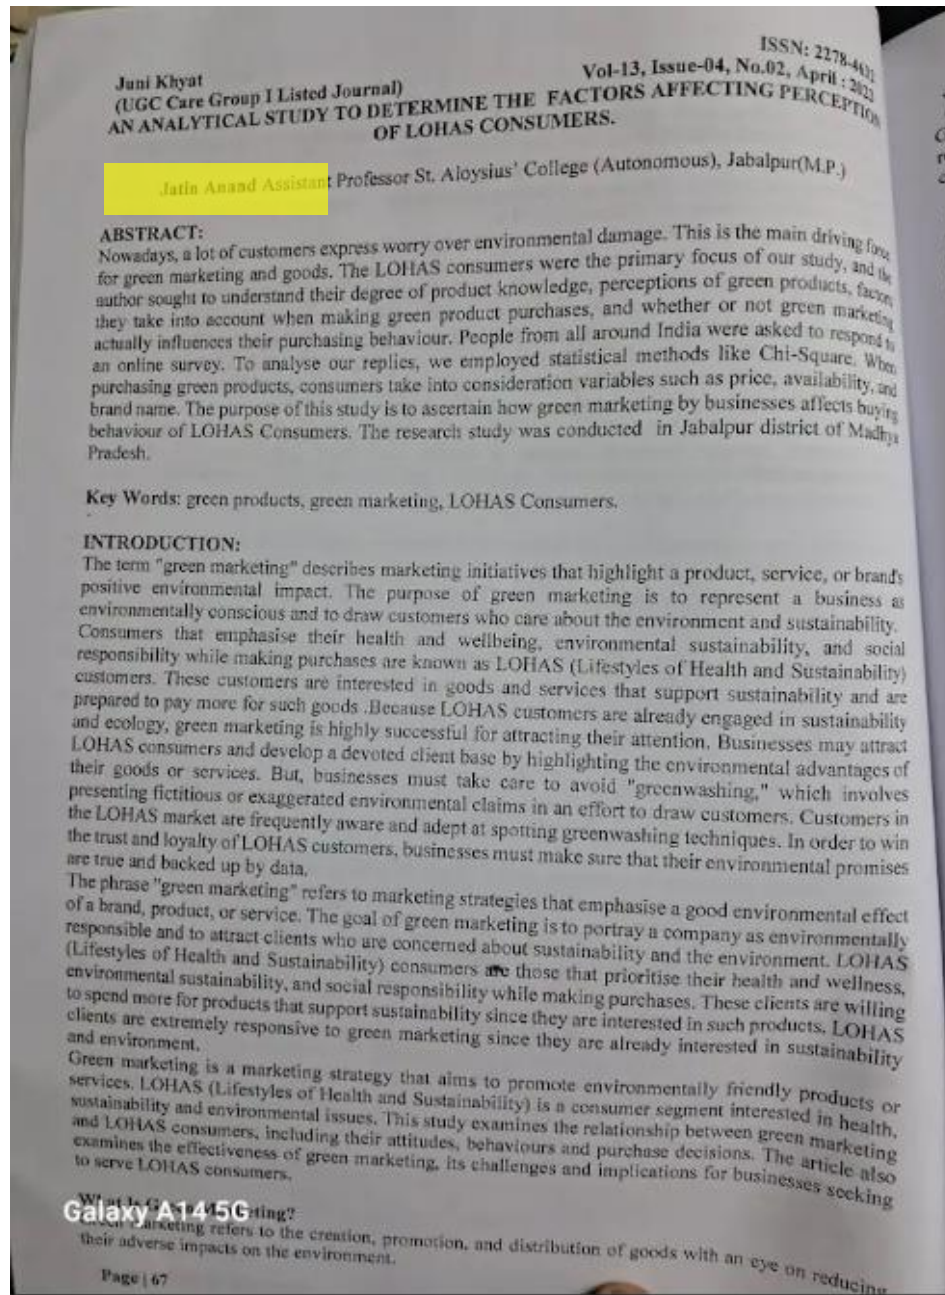 ISSN: 2278-4632
Juni Khyat
(UGC Care Group I Listed Journal)
Vol-13, Issue-04, No.02, April : 2023
AN ANALYTICAL STUDY TO DETERMINE THE FACTORS AFFECTING PERCEPTION
OF LOHAS CONSUMERS.
Jatin Anand Assistant Professor St. Aloysius' College (Autonomous), Jabalpur(M.P.)
ABSTRACT:
Nowadays, a lot of customers express worry over environmental damage. This is the main driving force
for green marketing and goods. The LOHAS consumers were the primary focus of our study, and the
author sought to understand their degree of product knowledge, perceptions of green products, factors
they take into account when making green product purchases, and whether or not green marketing
actually influences their purchasing behaviour. People from all around India were asked to respond to
an online survey. To analyse our replies, we employed statistical methods like Chi-Square. When
purchasing green products, consumers take into consideration variables such as price, availability, and
brand name. The purpose of this study is to ascertain how green marketing by businesses affects buying
behaviour of LOHAS Consumers. The research study was conducted in Jabalpur district of Madhya
Pradesh.
Key Words: green products, green marketing, LOHAS Consumers.
INTRODUCTION:
The term "green marketing" describes marketing initiatives that highlight a product, service, or brand's
positive environmental impact. The purpose of green marketing is to represent a business as
environmentally conscious and to draw customers who care about the environment and sustainability.
Consumers that emphasise their health and wellbeing, environmental sustainability, and social
responsibility while making purchases are known as LOHAS (Lifestyles of Health and Sustainability)
customers. These customers are interested in goods and services that support sustainability and are
prepared to pay more for such goods .Because LOHAS customers are already engaged in sustainability
and ecology, green marketing is highly successful for attracting their attention. Businesses may attract
LOHAS consumers and develop a devoted client base by highlighting the environmental advantages of
their goods or services. But, businesses must take care to avoid "greenwashing," which involves
presenting fictitious or exaggerated environmental claims in an effort to draw customers. Customers in
the LOHAS market are frequently aware and adept at spotting greenwashing techniques. In order to win
the trust and loyalty of LOHAS customers, businesses must make sure that their environmental promises
are true and backed up by data.
The phrase "green marketing" refers to marketing strategies that emphasise a good environmental effect
of a brand, product, or service. The goal of green marketing is to portray a company as environmentally
responsible and to attract clients who are concerned about sustainability and the environment. LOHAS
(Lifestyles of Health and Sustainability) consumers are those that prioritise their health and wellness,
environmental sustainability, and social responsibility while making purchases. These clients are willing
to spend more for products that support sustainability since they are interested in such products. LOHAS
clients are extremely responsive to green marketing since they are already interested in sustainability
and environment.
Green marketing is a marketing strategy that aims to promote environmentally friendly products or
services. LOHAS (Lifestyles of Health and Sustainability) is a consumer segment interested in health,
sustainability and environmental issues. This study examines the relationship between green marketing
and LOHAS consumers, including their attitudes, behaviours and purchase decisions. The article also
examines the effectiveness of green marketing, its challenges and implications for businesses seeking
to serve LOHAS consumers.
What Is Green Marketing?
Galaxy A14 5G
Green marketing refers to the creation, promotion, and distribution of goods with an eye on reducing
their adverse impacts on the environment.
Page | 67